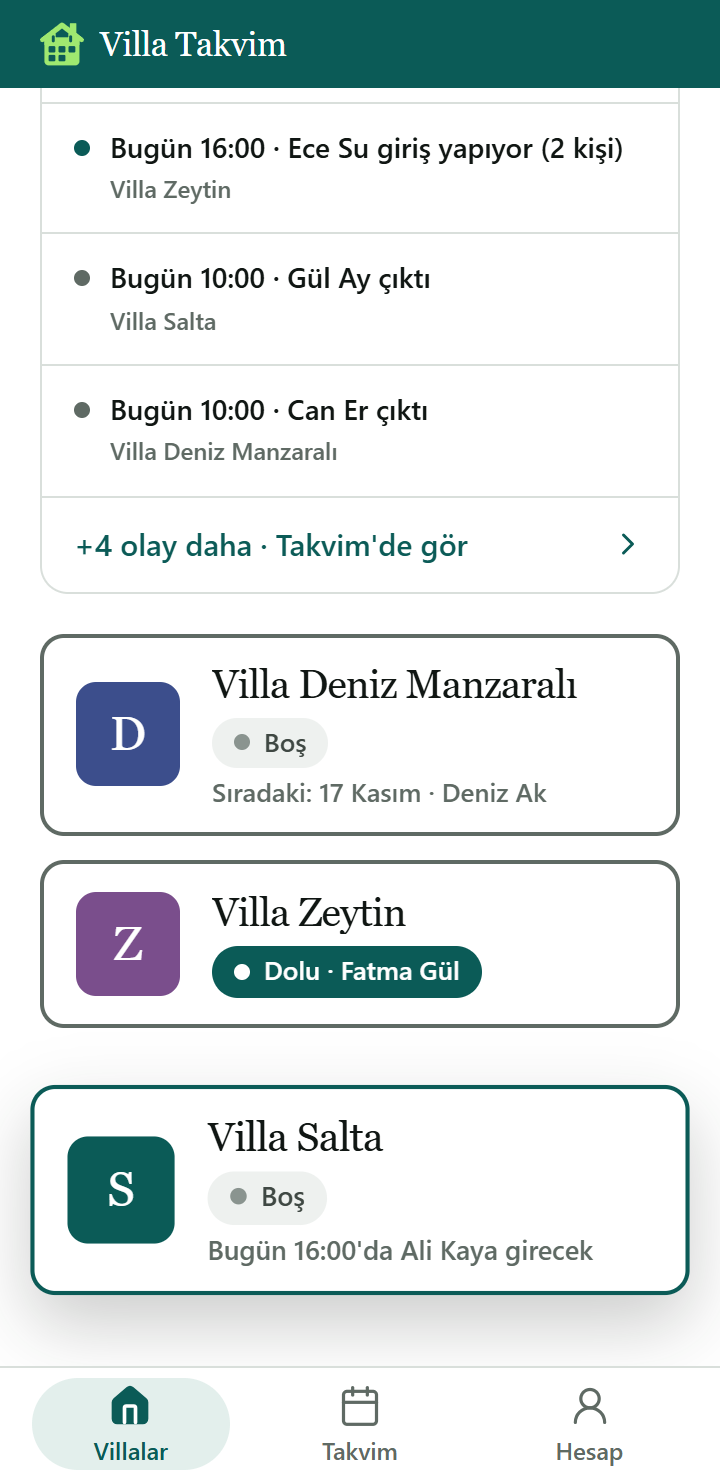 Villa Takvim
Bugün 16:00 · Ece Su giriş yapıyor (2 kişi)
Villa Zeytin
Bugün 10:00 · Gül Ay çıktı
Villa Salta
Bugün 10:00 · Can Er çıktı
Villa Deniz Manzaralı
+4 olay daha · Takvim'de gör
D
Villa Deniz Manzaralı
Boş
Sıradaki: 17 Kasım · Deniz Ak
Z
Villa Zeytin
Dolu · Fatma Gül
S
Villa Salta
Boş
Bugün 16:00'da Ali Kaya girecek
Villalar
Takvim
Hesap